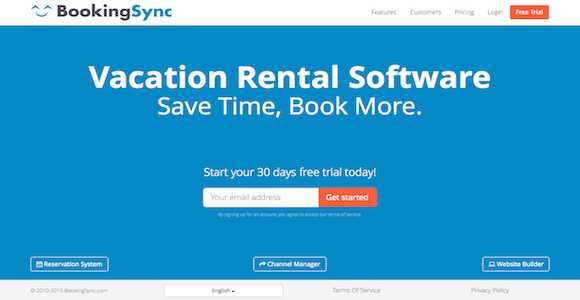 BookingSync
Features Customers Pricing Login Free Trial
Vacation Rental Software
Save Time, Book More.
Start your 30 days free trial today!
Your email address Get started
By signing up for an account, you agree to access our terms of service.
Reservation System Channel Manager Website Builder
© 2010-2015 BookingSync.com English Terms Of Service Privacy Policy